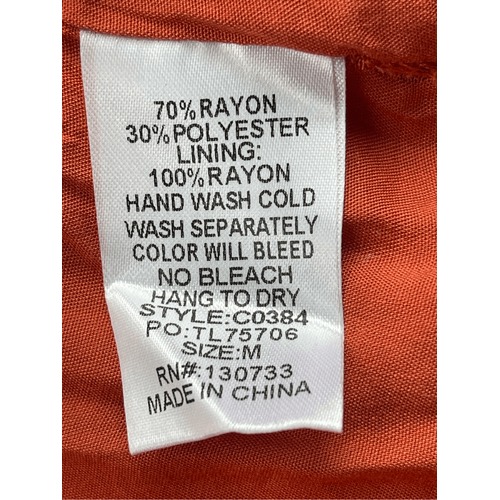 70% RAYON
30% POLYESTER
LINING:
100% RAYON
HAND WASH COLD
WASH SEPARATELY
COLOR WILL BLEED
NO BLEACH
HANG TO DRY
STYLE:C0384
PO:TL75706
SIZE:M
RN#:130733
MADE IN CHINA